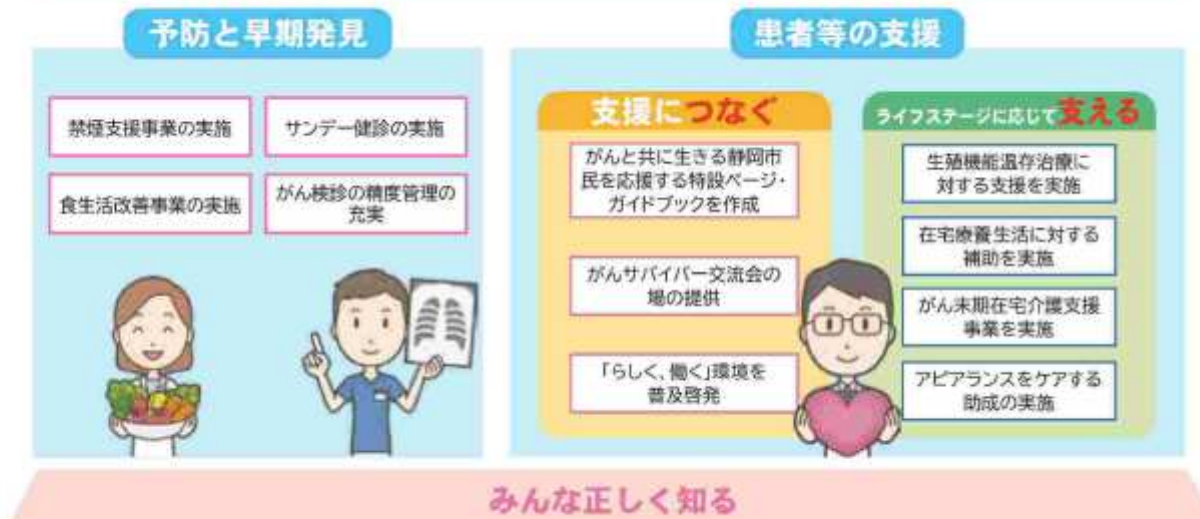 予防と早期発見
禁煙支援事業の実施
サンデー健診の実施
食生活改善事業の実施
がん検診の精度管理の
充実
患者等の支援
支援につなぐ
がんと共に生きる静岡市
民を応援する特設ページ・
ガイドブックを作成
がんサバイバー交流会の
場の提供
「らしく、働く」環境を
普及啓発
ライフステージに応じて支える
生殖機能温存治療に
対する支援を実施
在宅療養生活に対する
補助を実施
がん末期在宅介護支援
事業を実施
アピアランスをケアする
助成の実施
みんな正しく知る